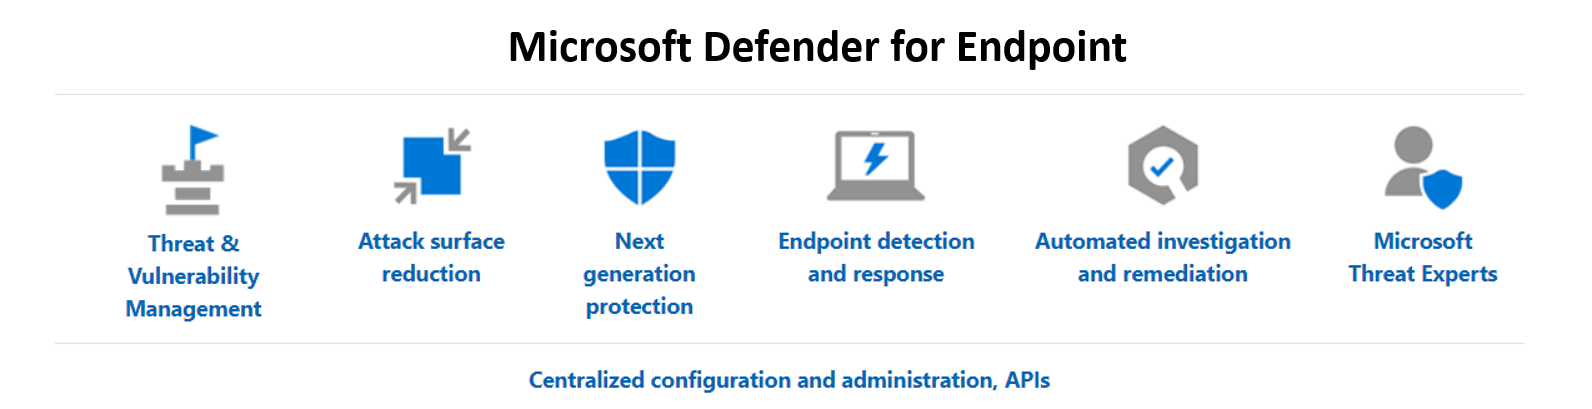 Microsoft Defender for Endpoint
Threat &
Vulnerability
Management
Attack surface
reduction
Next
generation
protection
Endpoint detection
and response
Automated investigation
and remediation
Microsoft
Threat Experts
Centralized configuration and administration, APIs